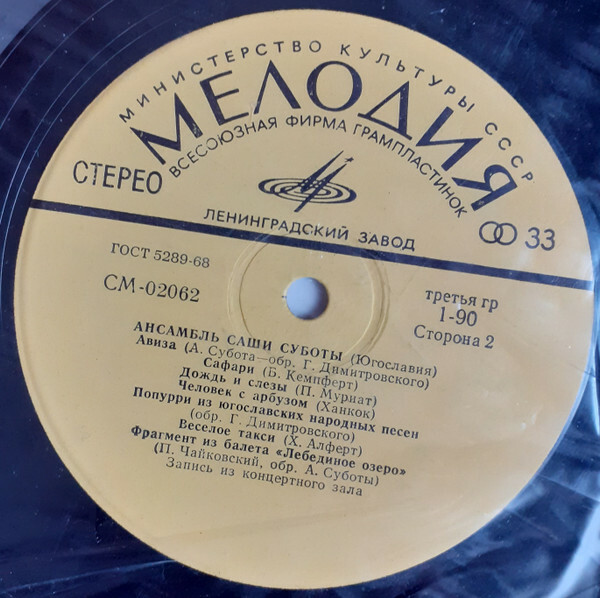 МИНИСТЕРСТВО КУЛЬТУРЫ СССР
МЕЛОДИЯ
ВСЕСОЮЗНАЯ ФИРМА ГРАМПЛАСТИНОК
СТЕРЕО
33
ЛЕНИНГРАДСКИЙ ЗАВОД
ГОСТ 5289-68
СМ-02062
третья гр
1-90
Сторона 2
АНСАМБЛЬ САШИ СУБОТЫ (Югославия)
Авиза (А. Субота—обр. Г. Димитровского)
Сафари (Б. Кемпферт)
Дождь и слезы (П. Муриат)
Человек с арбузом (Ханкок)
Попурри из югославских народных песен
(обр. Г. Димитровского)
Веселое такси (Х. Алферт)
Фрагмент из балета «Лебединое озеро»
(П. Чайковский, обр. А. Суботы)
Запись из концертного зала